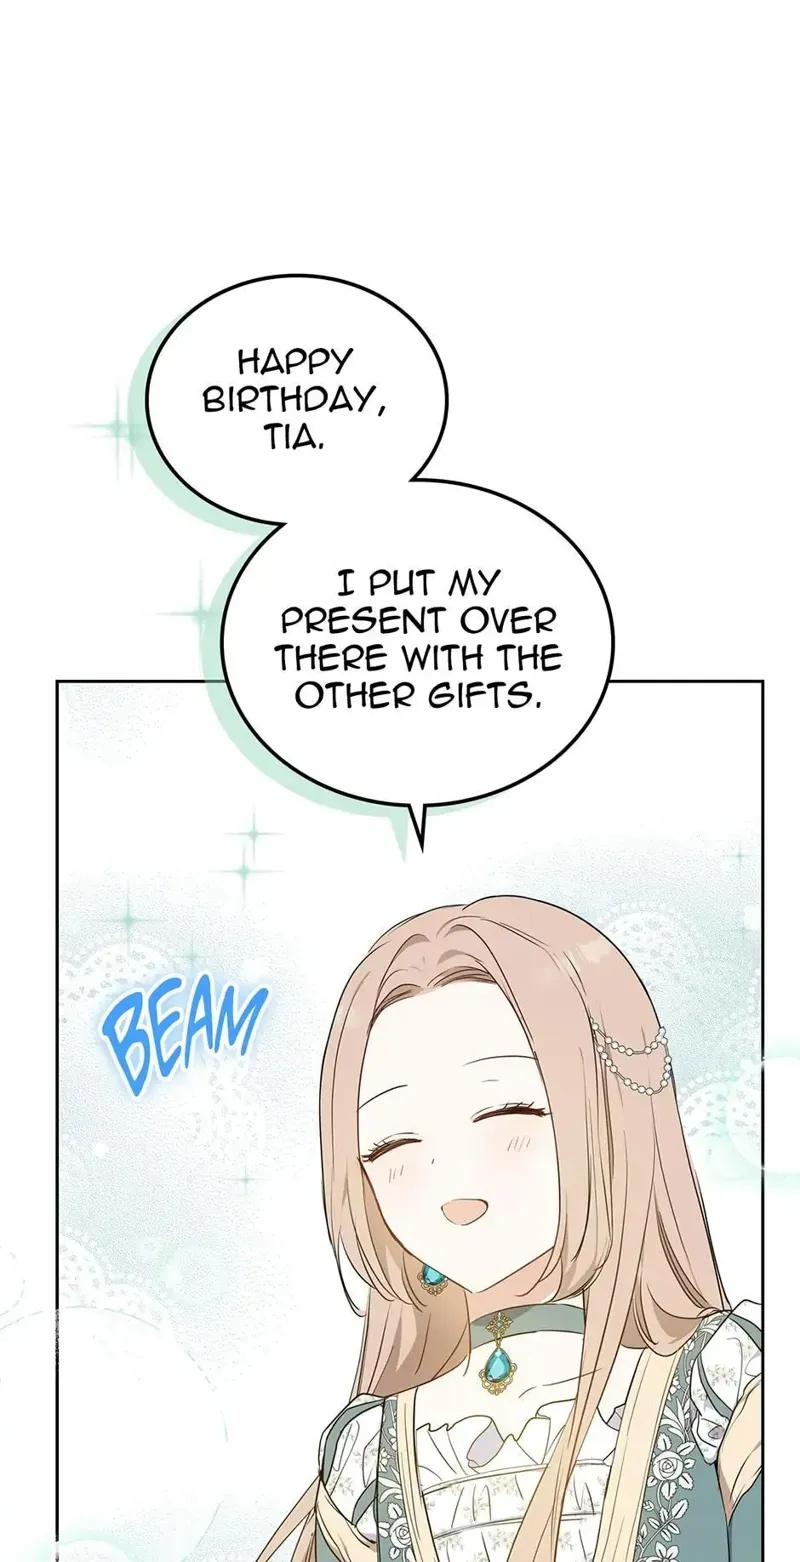 HAPPY
BIRTHDAY,
TIA.
I PUT MY
PRESENT OVER
THERE WITH THE
OTHER GIFTS.
BEAM